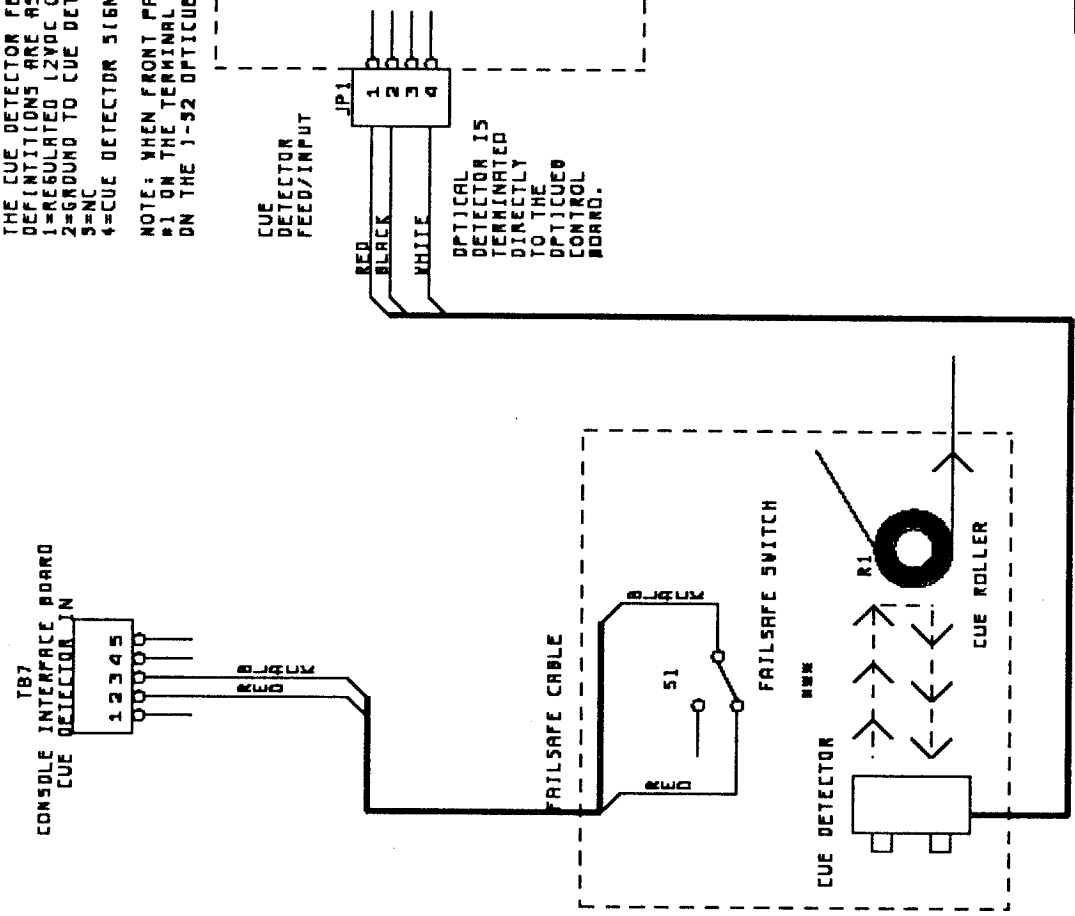 THE CUE DETECTOR FE
DEFINTITIONS ARE AS
1=REGULATED 12VDC
2=GROUND TO CUE DET
3=NC
4=CUE DETECTOR SIGN
NOTE: WHEN FRONT PA
#1 ON THE TERMINAL
ON THE 1-S2 OPTICUE
CUE
DETECTOR
FEED/INPUT
JP1
1
2
3
4
RED
BLACK
WHITE
OPTICAL
DETECTOR IS
TERMINATED
DIRECTLY
TO THE
OPTICUE8
CONTROL
BOARD.
TB7
CONSOLE INTERFACE BOARD
CUE DETECTOR IN
1 2 3 4 5
BLACK
RED
FAILSAFE CABLE
BLACK
RED
S1
FAILSAFE SWITCH
***
R1
CUE ROLLER
CUE DETECTOR